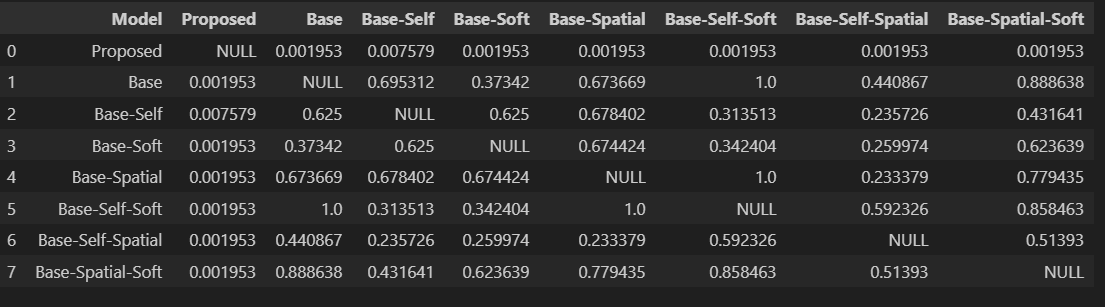 Model Proposed Base Base-Self Base-Soft Base-Spatial Base-Self-Soft Base-Self-Spatial Base-Spatial-Soft
0 Proposed NULL 0.001953 0.007579 0.001953 0.001953 0.001953 0.001953 0.001953
1 Base 0.001953 NULL 0.695312 0.37342 0.673669 1.0 0.440867 0.888638
2 Base-Self 0.007579 0.625 NULL 0.625 0.678402 0.313513 0.235726 0.431641
3 Base-Soft 0.001953 0.37342 0.625 NULL 0.674424 0.342404 0.259974 0.623639
4 Base-Spatial 0.001953 0.673669 0.678402 0.674424 NULL 1.0 0.233379 0.779435
5 Base-Self-Soft 0.001953 1.0 0.313513 0.342404 1.0 NULL 0.592326 0.858463
6 Base-Self-Spatial 0.001953 0.440867 0.235726 0.259974 0.233379 0.592326 NULL 0.51393
7 Base-Spatial-Soft 0.001953 0.888638 0.431641 0.623639 0.779435 0.858463 0.51393 NULL